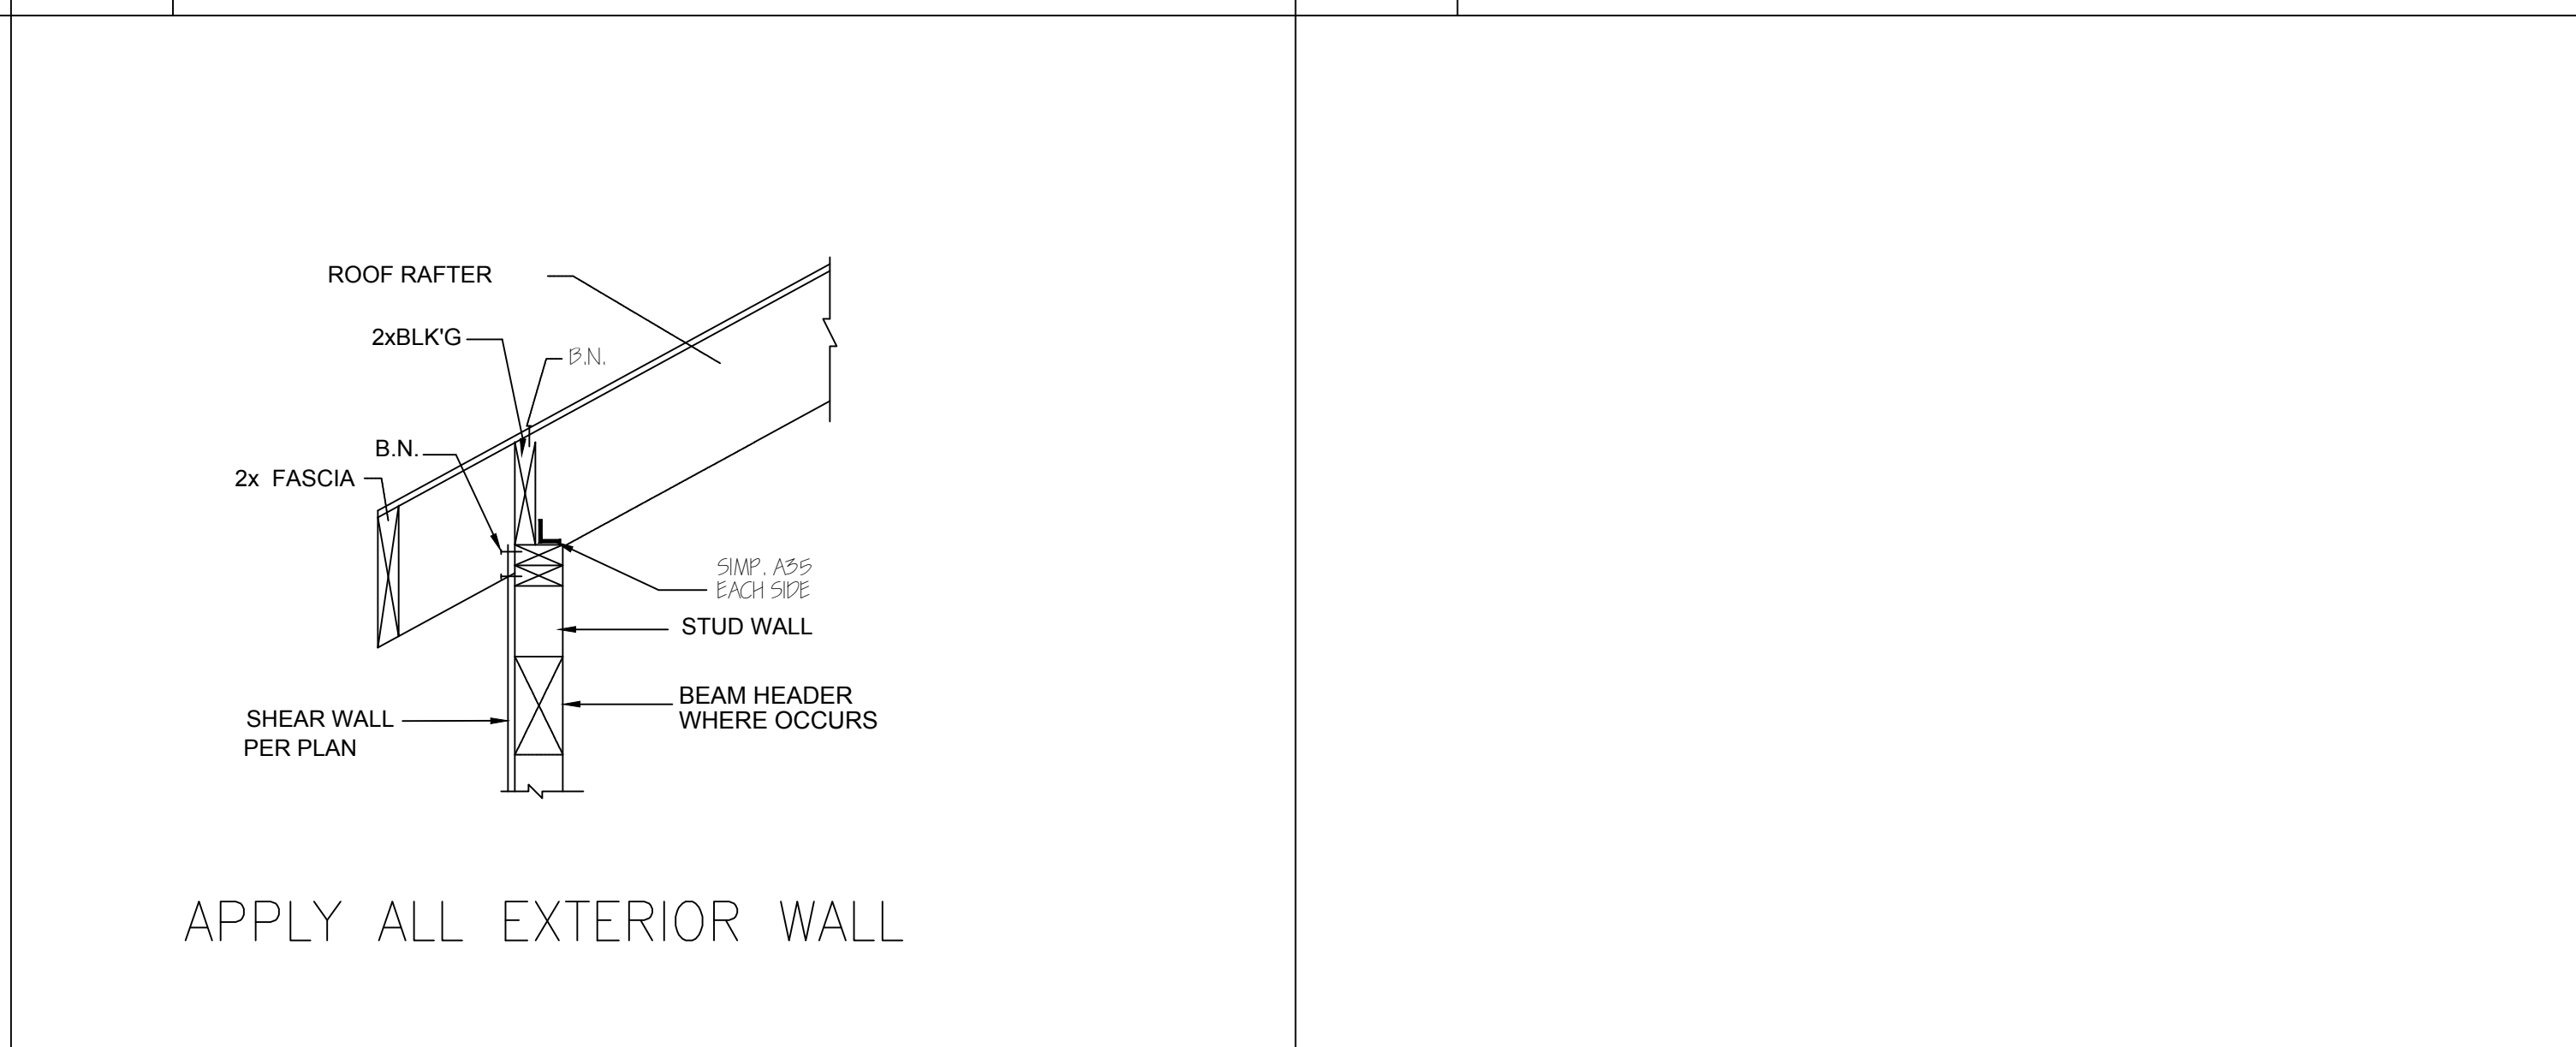 ROOF RAFTER
2xBLK'G
B.N.
B.N.
2x FASCIA
SIMP. A35
EACH SIDE
STUD WALL
BEAM HEADER
WHERE OCCURS
SHEAR WALL
PER PLAN
APPLY ALL EXTERIOR WALL